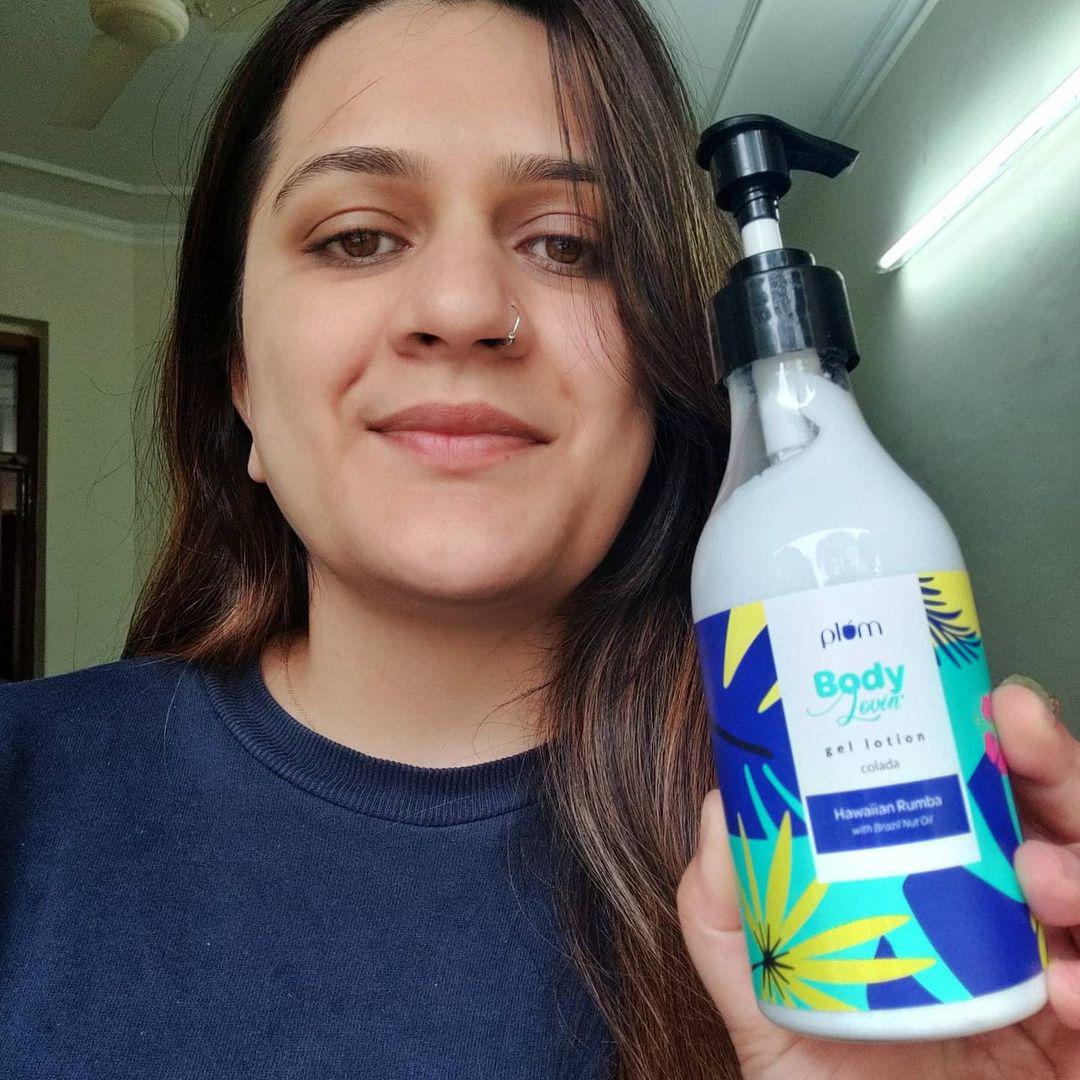 plum
Body
Lovin'
gel lotion
colada
Hawaiian Rumba
with Brazil Nut Oil